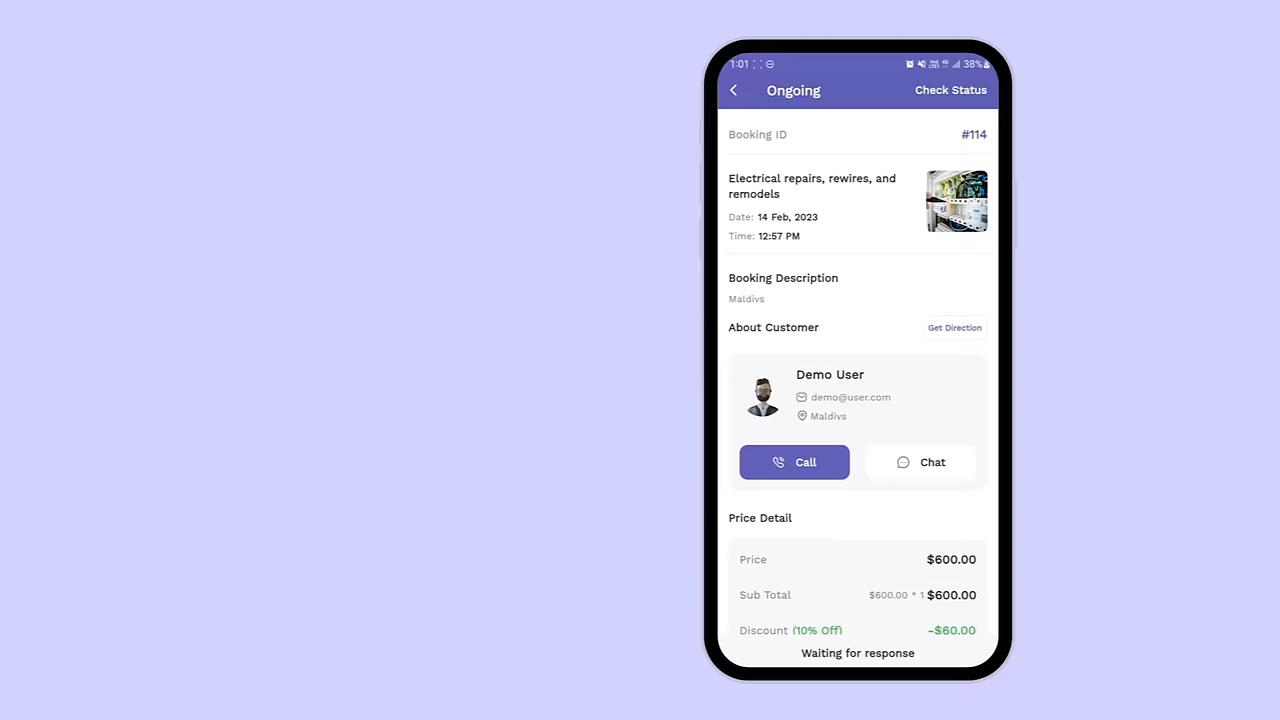 1:01
38%
Ongoing
Check Status
Booking ID
#114
Electrical repairs, rewires, and
remodels
Date: 14 Feb, 2023
Time: 12:57 PM
Booking Description
Maldivs
About Customer
Get Direction
Demo User
demo@user.com
Maldivs
Call
Chat
Price Detail
Price
$600.00
Sub Total
$600.00 * 1 $600.00
Discount (10% Off)
-$60.00
Waiting for response